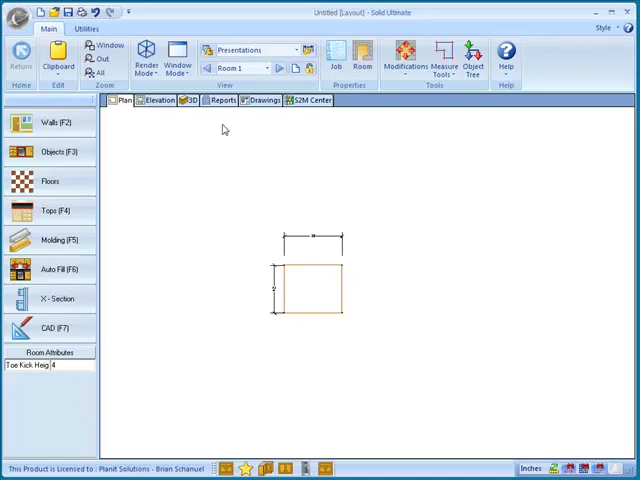 Untitled [Layout] - Solid Ultimate
Main
Utilities
Style
Return
Clipboard
Window
Out
All
Render Mode
Window Mode
Presentations
Room 1
Job
Room
Modifications
Measure Tools
Object Tree
Help
Home
Edit
Zoom
View
Properties
Tools
Help
Plan
Elevation
3D
Reports
Drawings
S2M Center
Walls (F2)
Objects (F3)
Floors
Tops (F4)
Molding (F5)
Auto Fill (F6)
X - Section
CAD (F7)
Room Attributes
Toe Kick Heig 4
This Product is Licensed to : Planit Solutions - Brian Schanuel
Inches